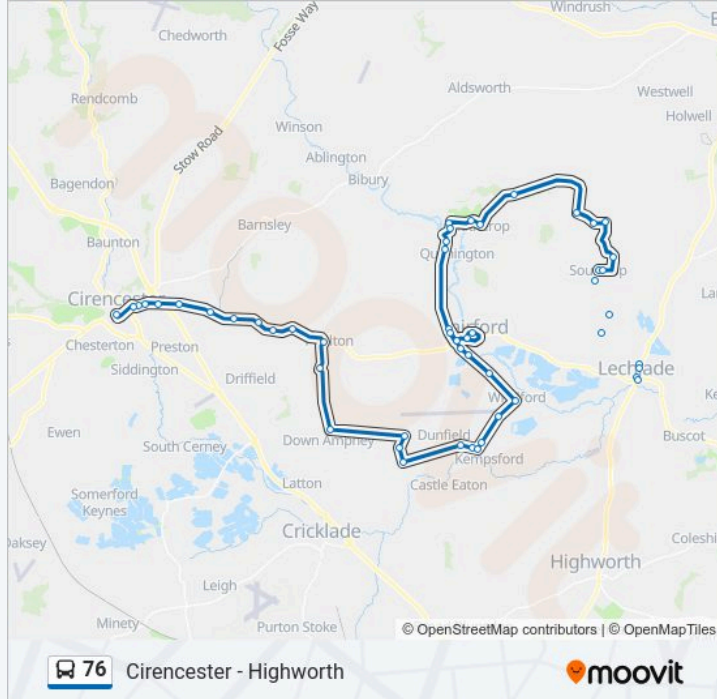 Windrush
Chedworth
Fosse Way
Aldsworth
Westwell
Rendcomb
Holwell
Winson
Stow Road
Ablington
Bibury
Bagendon
Barnsley
Baunton
Cirencester
Chesterton
Preston
Siddington
Driffield
Lechlade
Down Ampney
Dunfield
Ewen
South Cerney
Kempsford
Buscot
Latton
Castle Eaton
Somerford
Keynes
Cricklade
Highworth
Leigh
Minety
Purton Stoke
© OpenStreetMap contributors | © OpenMapTiles
76 Cirencester - Highworth
moovit